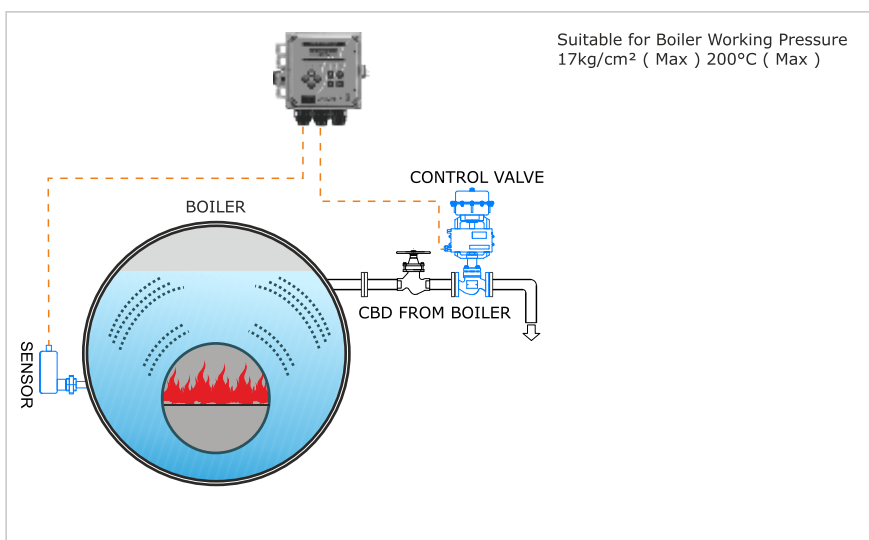 Suitable for Boiler Working Pressure
17kg/cm² ( Max ) 200°C ( Max )
CONTROL VALVE
BOILER
CBD FROM BOILER
SENSOR